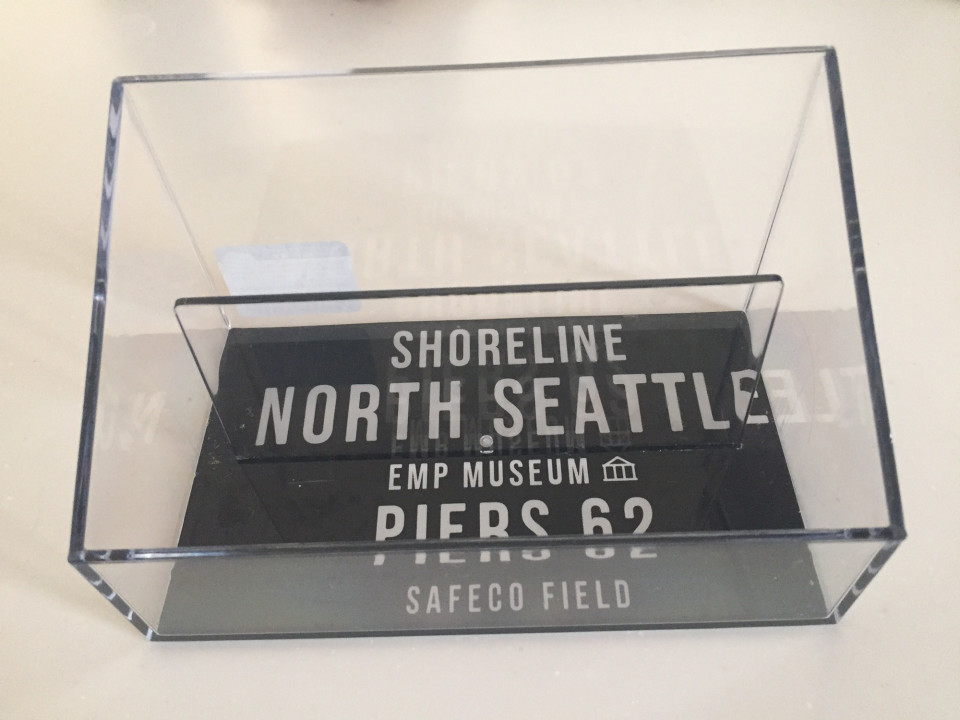 SHORELINE
NORTH SEATTLE
EMP MUSEUM
PIERS 62
SAFECO FIELD